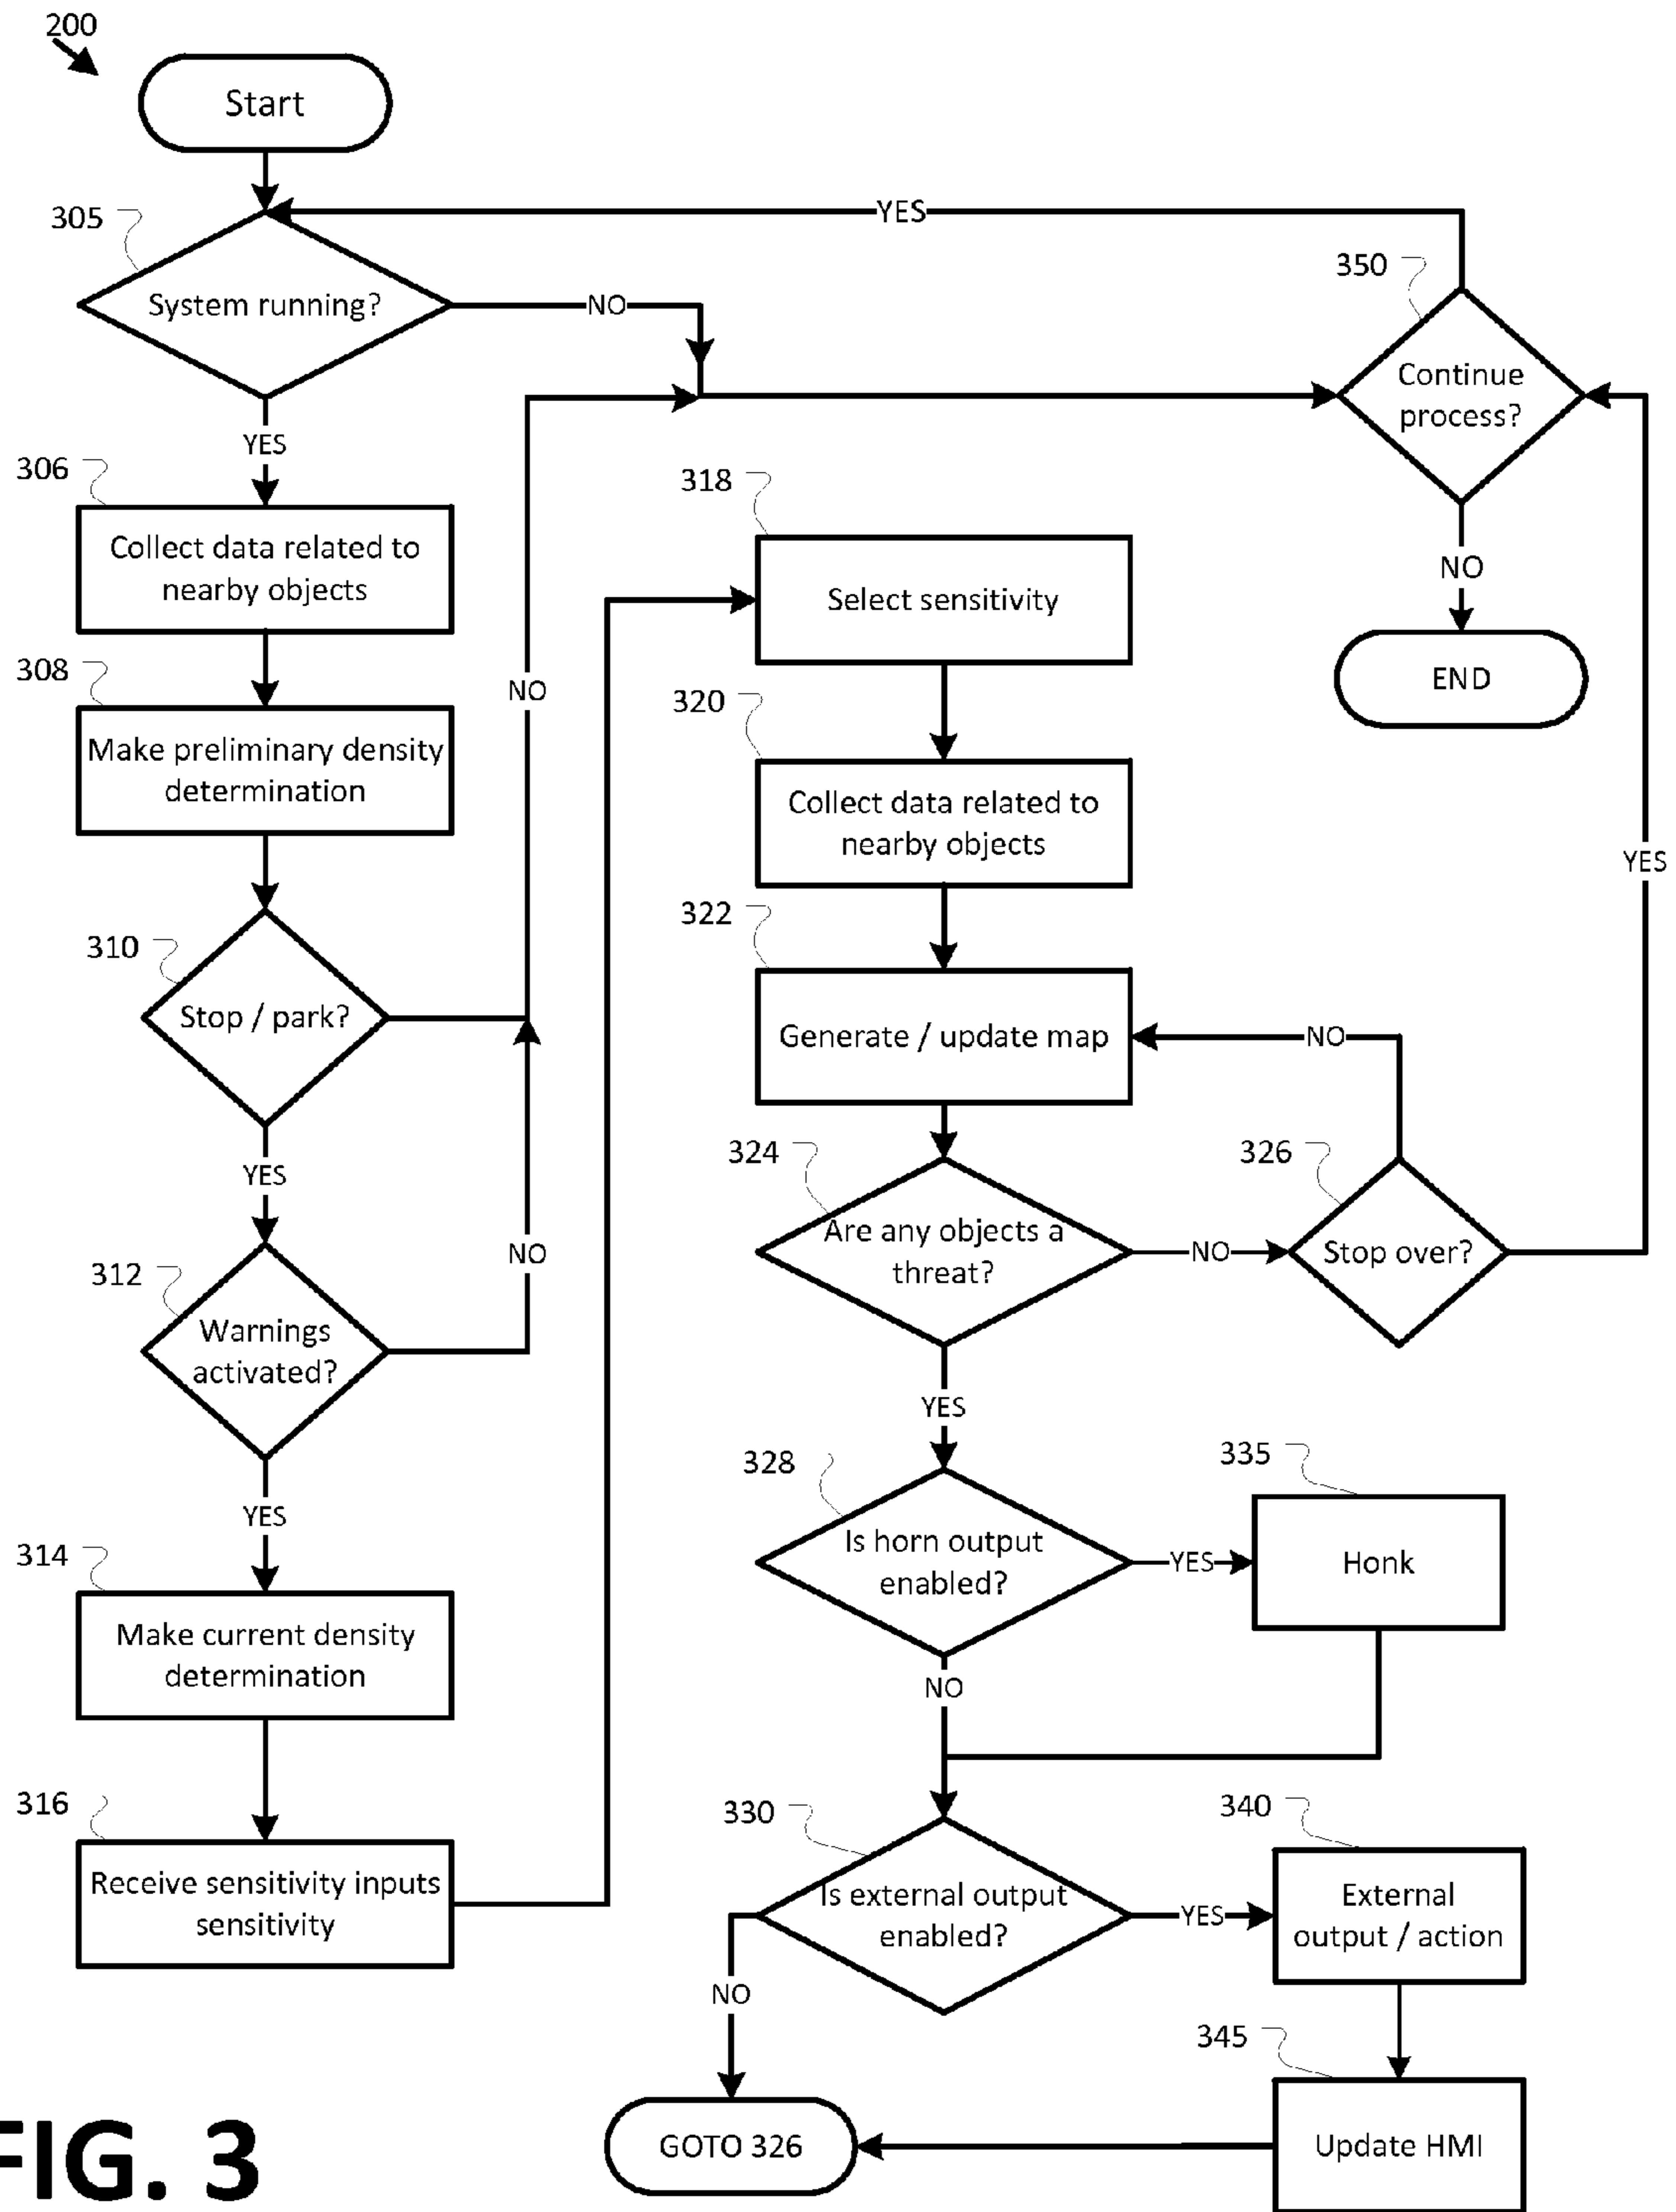 200
Start
YES
305
350
System running?
NO
Continue
process?
YES
306
318
Collect data related to
nearby objects
NO
Select sensitivity
308
NO
END
320
Make preliminary density
determination
Collect data related to
nearby objects
YES
322
310
Stop / park?
Generate / update map
NO
YES
324
326
NO
Are any objects a
threat?
NO
Stop over?
312
Warnings
activated?
YES
328
335
YES
Is horn output
enabled?
YES
Honk
314
Make current density
determination
NO
316
330
340
Receive sensitivity inputs
sensitivity
Is external output
enabled?
YES
External
output / action
NO
345
GOTO 326
Update HMI
FIG. 3